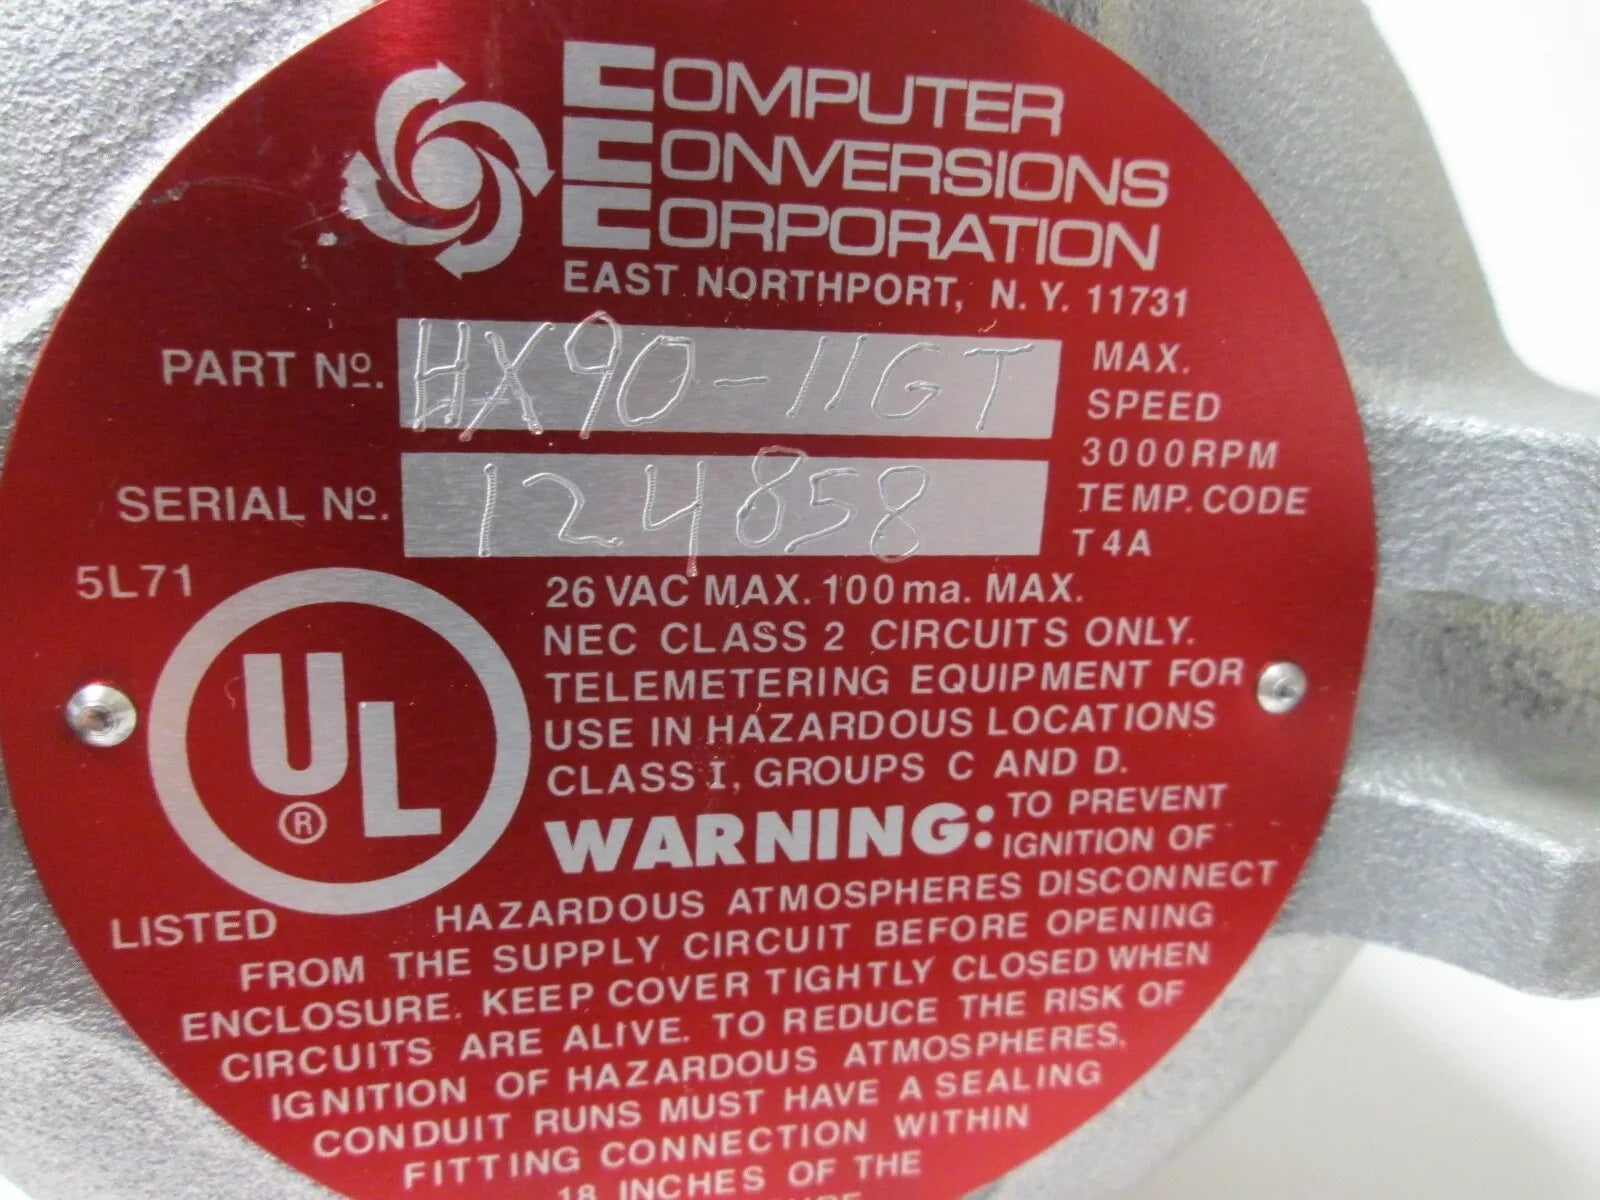 COMPUTER
CONVERSIONS
CORPORATION
EAST NORTHPORT, N.Y. 11731
PART Nº. HX90-11GT
SERIAL Nº. 124858
MAX.
SPEED
3000RPM
TEMP. CODE
T4A
5L71
UL
®
LISTED
26 VAC MAX. 100 ma. MAX.
NEC CLASS 2 CIRCUITS ONLY.
TELEMETERING EQUIPMENT FOR
USE IN HAZARDOUS LOCATIONS
CLASS I, GROUPS C AND D.
WARNING: TO PREVENT
IGNITION OF
HAZARDOUS ATMOSPHERES DISCONNECT
FROM THE SUPPLY CIRCUIT BEFORE OPENING
ENCLOSURE. KEEP COVER TIGHTLY CLOSED WHEN
CIRCUITS ARE ALIVE. TO REDUCE THE RISK OF
IGNITION OF HAZARDOUS ATMOSPHERES,
CONDUIT RUNS MUST HAVE A SEALING
FITTING CONNECTION WITHIN
18 INCHES OF THE